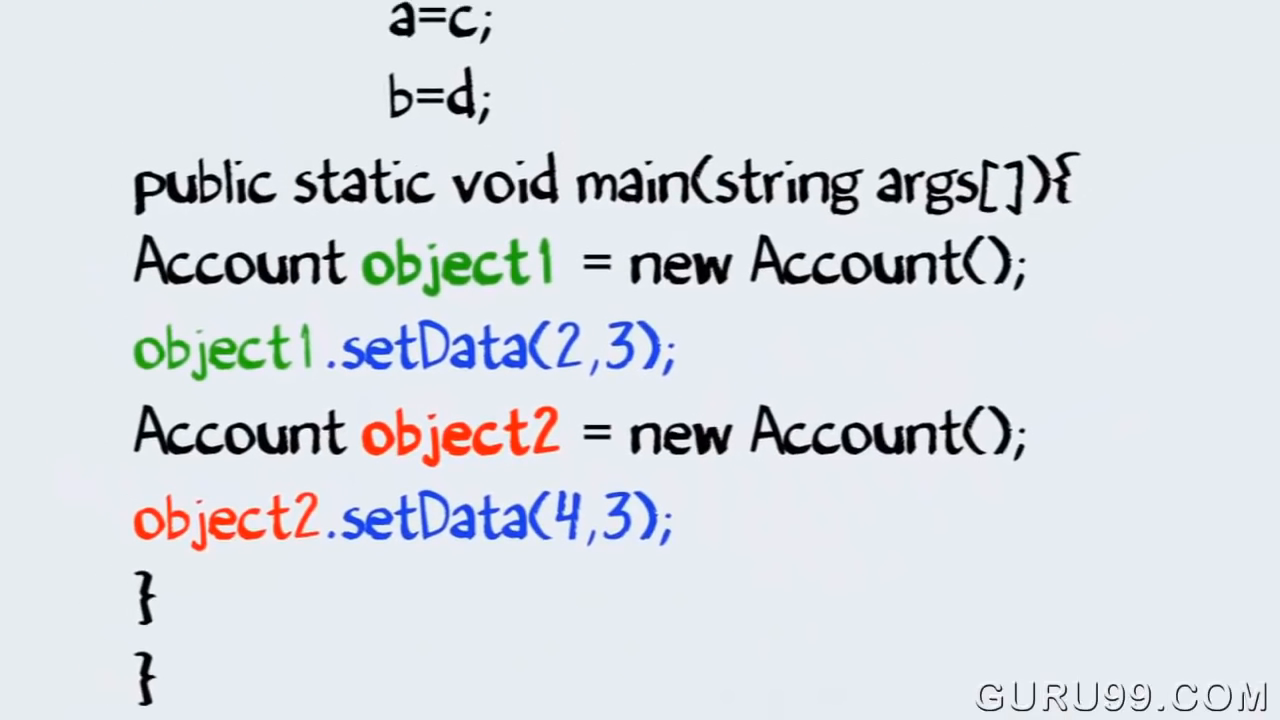 a=c;
b=d;
public static void main(string args[]){
Account object1 = new Account();
object1.setData(2,3);
Account object2 = new Account();
object2.setData(4,3);
}
}
GURU99.COM